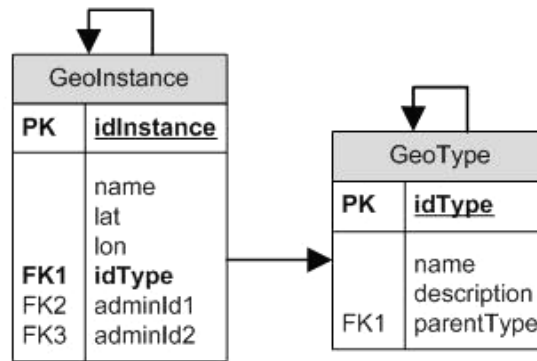 GeoInstance
PK idInstance
name
lat
lon
FK1 idType
FK2 adminId1
FK3 adminId2
GeoType
PK idType
name
description
FK1 parentType